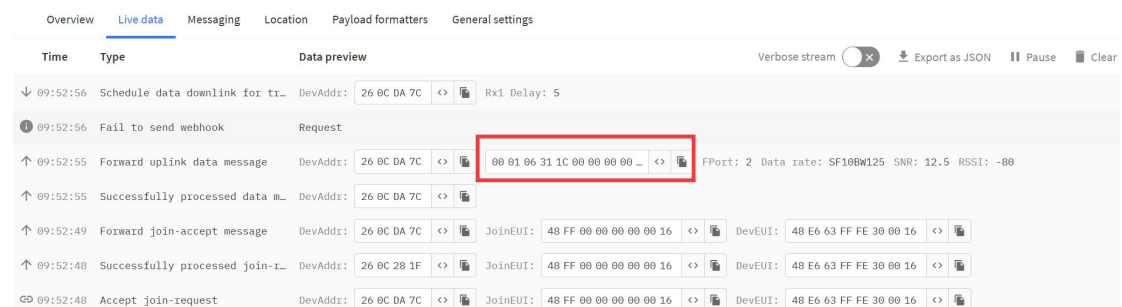 Overview Live data Messaging Location Payload formatters General settings
Time Type Data preview Verbose stream Export as JSON Pause Clear
09:52:56 Schedule data downlink for tr… DevAddr: 26 0C DA 7C <> Rx1 Delay: 5
09:52:56 Fail to send webhook Request
09:52:55 Forward uplink data message DevAddr: 26 0C DA 7C <> 00 01 06 31 1C 00 00 00 00 … <> FPort: 2 Data rate: SF10BW125 SNR: 12.5 RSSI: -80
09:52:55 Successfully processed data m… DevAddr: 26 0C DA 7C <>
09:52:49 Forward join-accept message DevAddr: 26 0C DA 7C <> JoinEUI: 48 FF 00 00 00 00 00 16 <> DevEUI: 48 E6 63 FF FE 30 00 16 <>
09:52:48 Successfully processed join-r… DevAddr: 26 0C 28 1F <> JoinEUI: 48 FF 00 00 00 00 00 16 <> DevEUI: 48 E6 63 FF FE 30 00 16 <>
09:52:48 Accept join-request DevAddr: 26 0C DA 7C <> JoinEUI: 48 FF 00 00 00 00 00 16 <> DevEUI: 48 E6 63 FF FE 30 00 16 <>